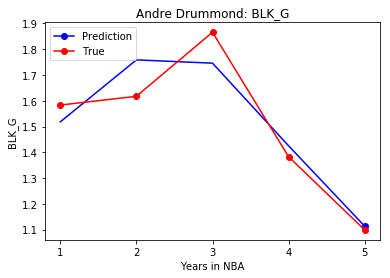 Andre Drummond: BLK_G
Prediction
True
1.9
1.8
1.7
1.6
1.5
1.4
1.3
1.2
1.1
BLK_G
1 2 3 4 5
Years in NBA